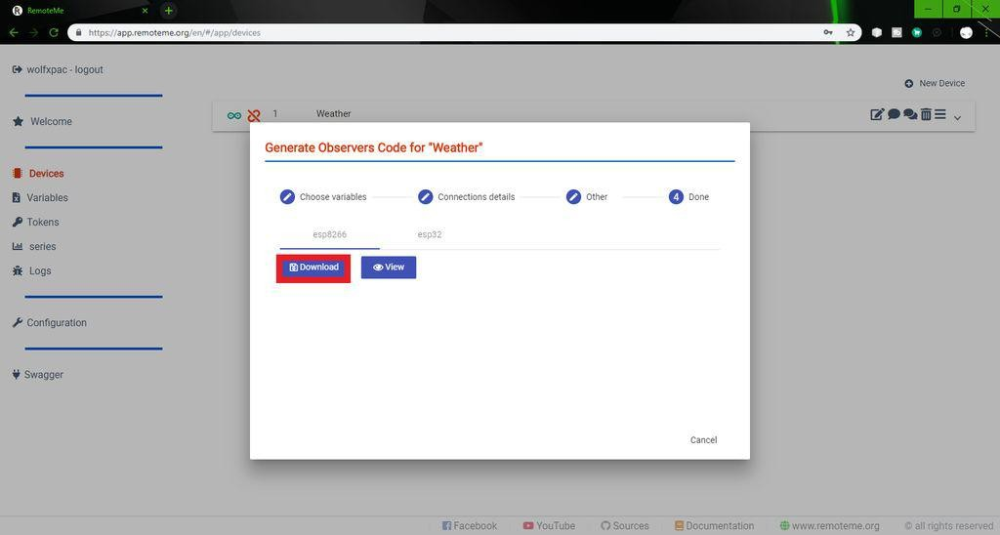 RemoteMe
https://app.remoteme.org/en/#/app/devices
wolfxpac - logout
New Device
Welcome
1 Weather
Generate Observers Code for "Weather"
Devices
Choose variables Connections details Other 4 Done
Variables
Tokens
esp8266 esp32
series
Download View
Logs
Configuration
Swagger
Cancel
Facebook YouTube Sources Documentation www.remoteme.org © all rights reserved